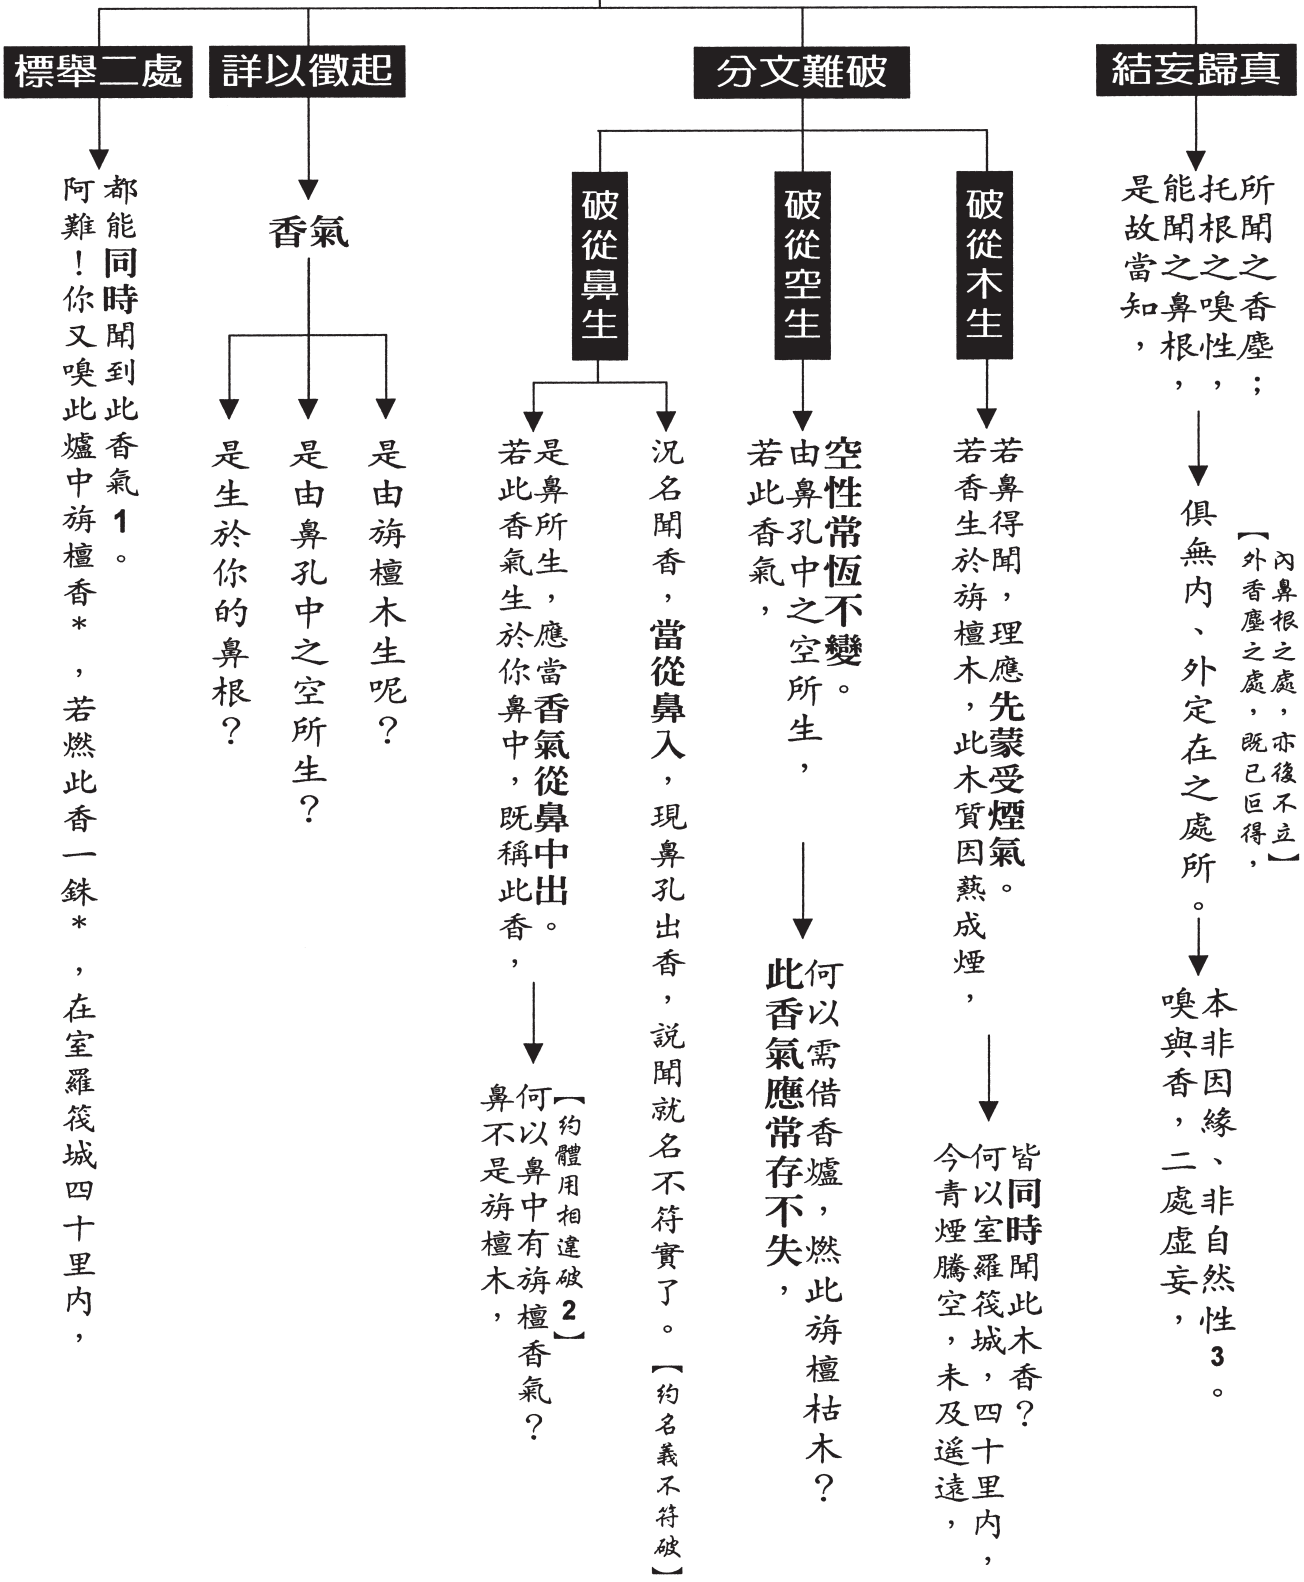 標舉二處
阿難！你又嗅此爐中旃檀香*，若燃此香一銖*，在室羅筏城四十里內，
都能同時聞到此香氣1。
詳以徵起
香氣
是生於你的鼻根？
是由鼻孔中之空所生？
是由旃檀木生呢？
分文難破
破從鼻生
若此香氣生於你鼻中，既稱此香，
是鼻所生，應當香氣從鼻中出。
鼻不是旃檀木，
何以鼻中有旃檀香氣？
【約體用相違破2】
況名聞香，當從鼻入，現鼻孔出香，說聞就名不符實了。【約名義不符破】
破從空生
若此香氣，
由鼻孔中之空所生，
空性常恆不變。
此香氣應常存不失，
何以需借香爐，燃此旃檀枯木？
破從木生
若香生於旃檀木，此木質因爇成煙，
若鼻得聞，理應先蒙受煙氣。
今青煙騰空，未及遙遠，
何以室羅筏城，四十里內，
皆同時聞此木香？
結妄歸真
是故當知，
能聞之鼻根，
托根之嗅性，
所聞之香塵；
俱無內、外定在之處所。
【外香塵之處，既已叵得，
內鼻根之處，亦後不立】
嗅與香，二處虛妄，
本非因緣、非自然性3。